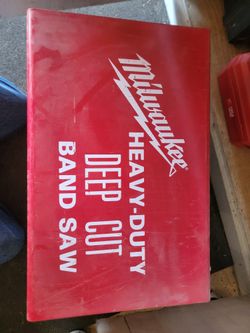 Milwaukee
HEAVY-DUTY
DEEP CUT
BAND SAW